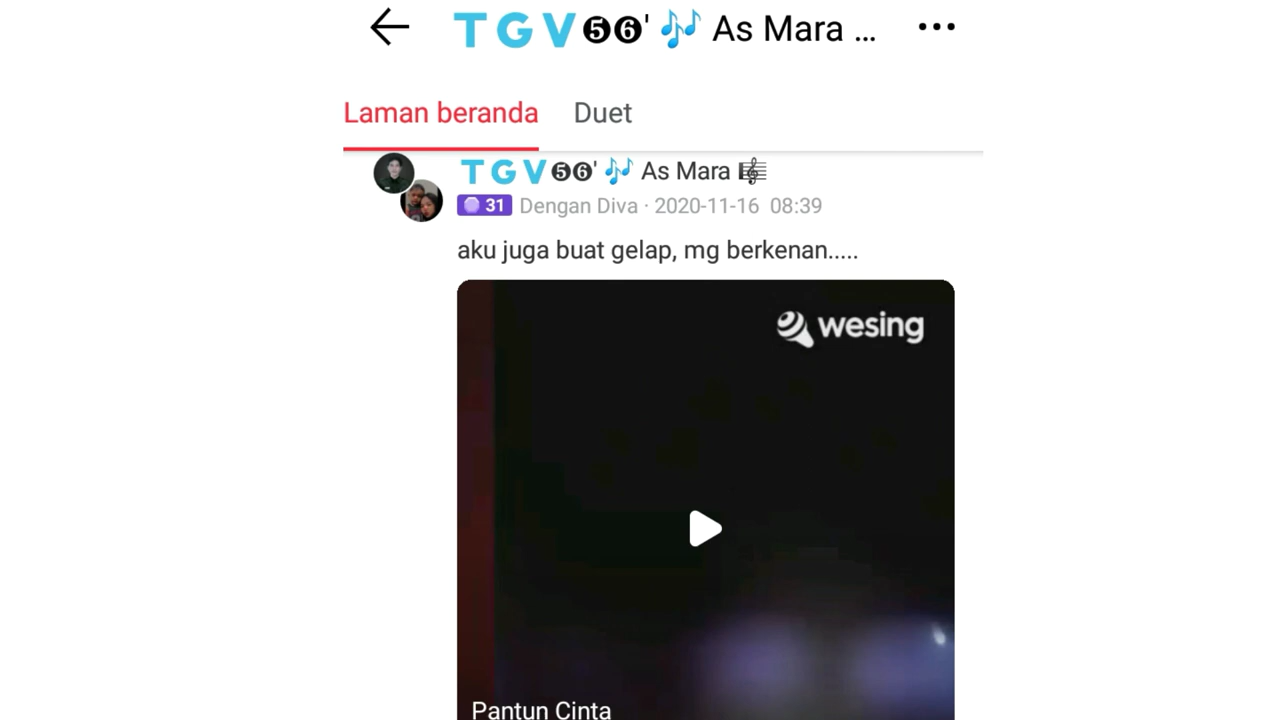 TGV❺❻' 🎶 As Mara ...
Laman beranda Duet
TGV❺❻' 🎶 As Mara 🎼
31 Dengan Diva · 2020-11-16 08:39
aku juga buat gelap, mg berkenan.....
wesing
Pantun Cinta